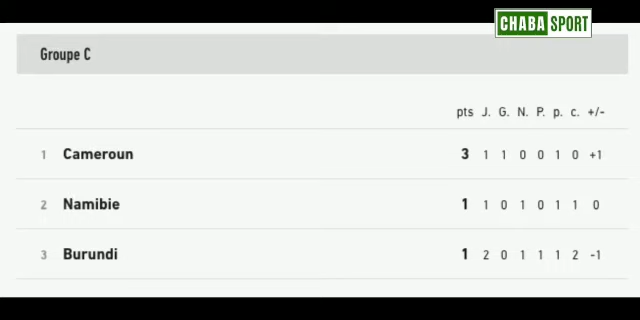 CHABA SPORT
Groupe C
pts J. G. N. P. p. c. +/-
1 Cameroun 3 1 1 0 0 1 0 +1
2 Namibie 1 1 0 1 0 1 1 0
3 Burundi 1 2 0 1 1 1 2 -1